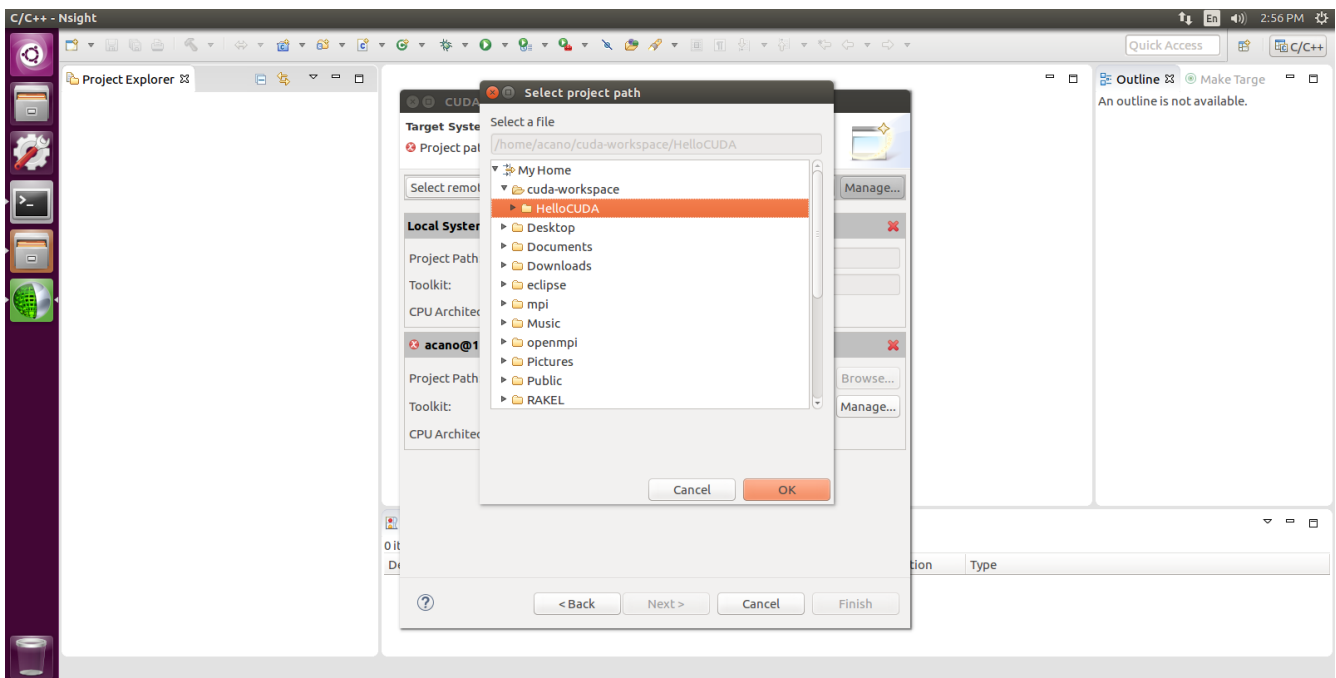 C/C++ - Nsight
En 2:56 PM
Quick Access C/C++
Project Explorer
Outline Make Targe
An outline is not available.
CUDA
Select project path
Target Syste
Project pat
Select a file
/home/acano/cuda-workspace/HelloCUDA
Select remot
Manage...
My Home
cuda-workspace
HelloCUDA
Desktop
Documents
Downloads
eclipse
mpi
Music
openmpi
Pictures
Public
RAKEL
Local System
Project Path
Toolkit:
CPU Architec
acano@1
Project Path
Browse...
Toolkit:
Manage...
CPU Architec
Cancel OK
0 it
De
tion Type
< Back Next > Cancel Finish